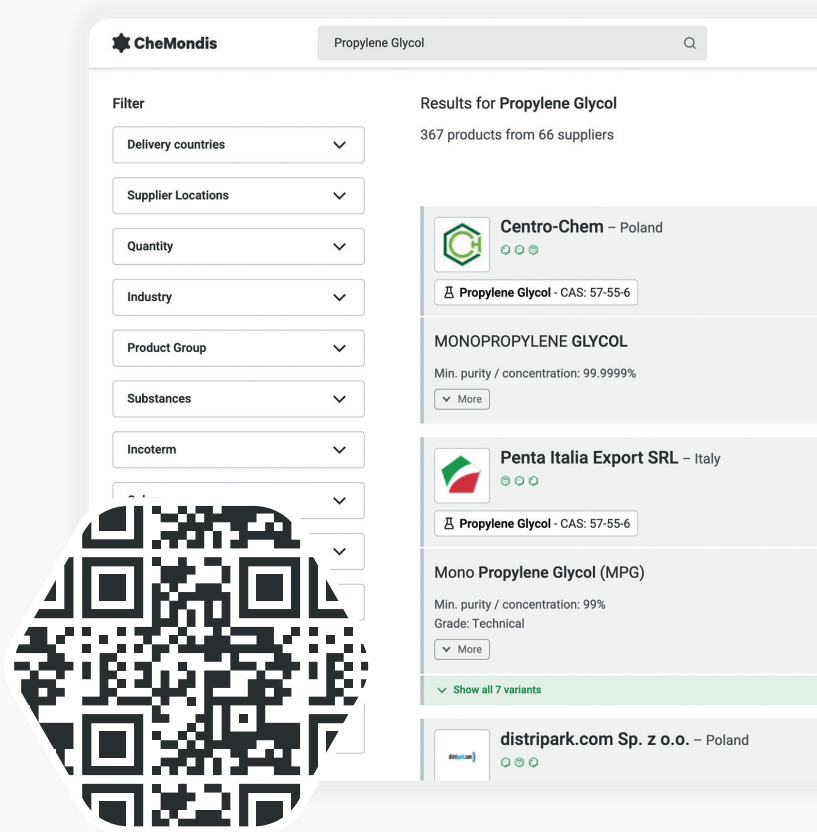 CheMondis
Propylene Glycol
Filter
Delivery countries
Supplier Locations
Quantity
Industry
Product Group
Substances
Incoterm
Results for Propylene Glycol
367 products from 66 suppliers
Centro-Chem – Poland
Propylene Glycol - CAS: 57-55-6
MONOPROPYLENE GLYCOL
Min. purity / concentration: 99.9999%
More
Penta Italia Export SRL – Italy
Propylene Glycol - CAS: 57-55-6
Mono Propylene Glycol (MPG)
Min. purity / concentration: 99%
Grade: Technical
More
Show all 7 variants
distripark.com Sp. z o.o. – Poland
distripark.com